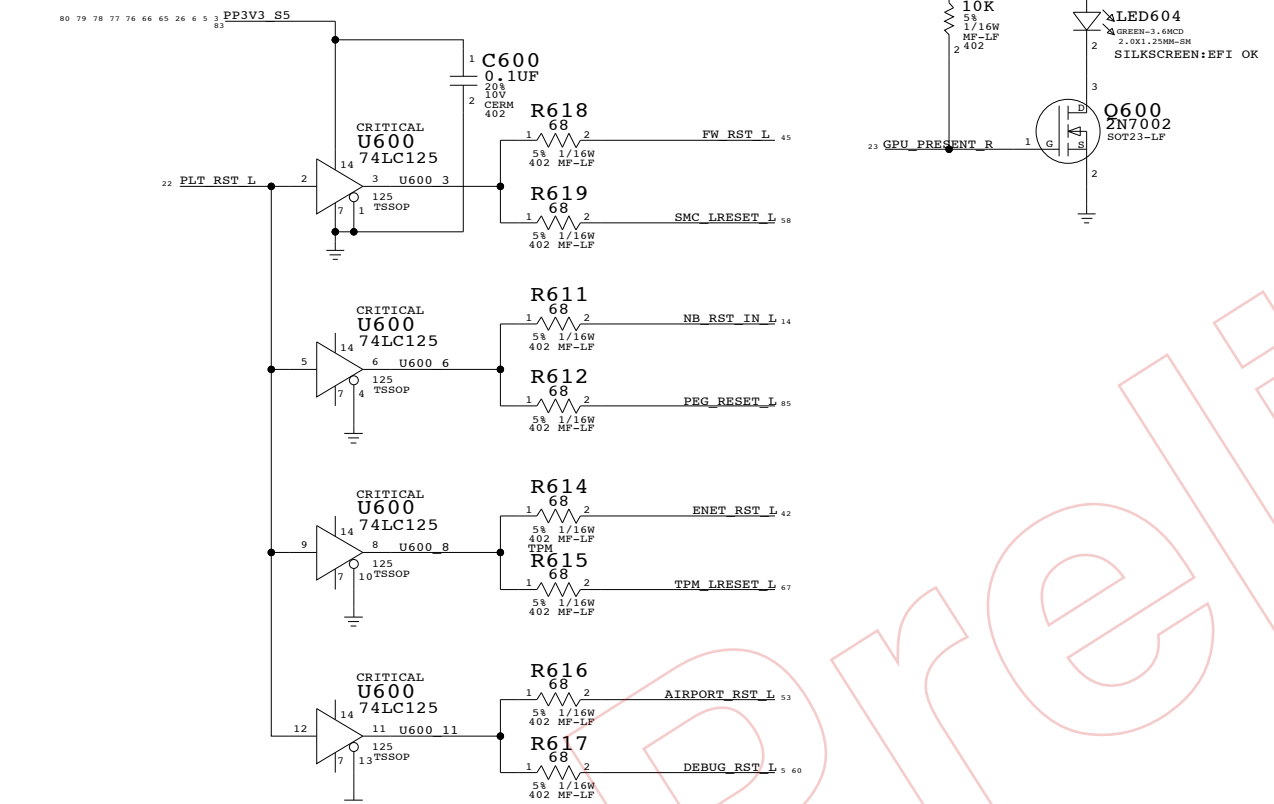 80 79 78 77 76 66 65 26 6 5 3 PP3V3_S5
83
1 C600
0.1UF
20%
10V
2 CERM
402
10K
5%
1/16W
MF-LF
2 402
LED604
GREEN-3.6MCD
2.0X1.25MM-SM
2
SILKSCREEN:EFI OK
3
D Q600
2N7002
SOT23-LF
23 GPU_PRESENT_R 1 G S
2
CRITICAL
U600
74LC125
14
22 PLT_RST_L 2 3 U600_3
125
TSSOP
7 1
R618
68
1 2 FW_RST_L 45
5% 1/16W
402 MF-LF
R619
68
1 2 SMC_LRESET_L 58
5% 1/16W
402 MF-LF
CRITICAL
U600
74LC125
14
5 6 U600_6
125
TSSOP
7 4
R611
68
1 2 NB_RST_IN_L 14
5% 1/16W
402 MF-LF
R612
68
1 2 PEG_RESET_L 85
5% 1/16W
402 MF-LF
CRITICAL
U600
74LC125
14
9 8 U600_8
125
TSSOP
7 10
R614
68
1 2 ENET_RST_L 42
5% 1/16W
402 MF-LF
TPM
R615
68
1 2 TPM_LRESET_L 67
5% 1/16W
402 MF-LF
CRITICAL
U600
74LC125
14
12 11 U600_11
125
TSSOP
7 13
R616
68
1 2 AIRPORT_RST_L 53
5% 1/16W
402 MF-LF
R617
68
1 2 DEBUG_RST_L 5 60
5% 1/16W
402 MF-LF
Preli